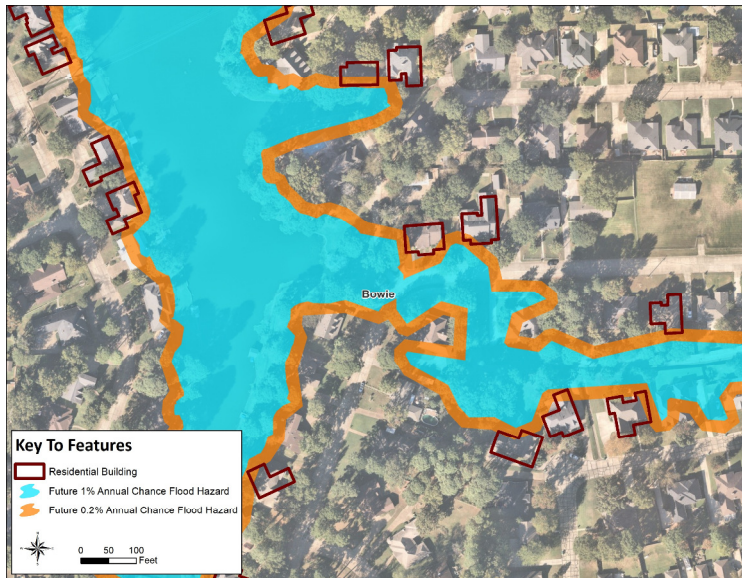 Bowie
Key To Features
Residential Building
Future 1% Annual Chance Flood Hazard
Future 0.2% Annual Chance Flood Hazard
0 50 100
Feet